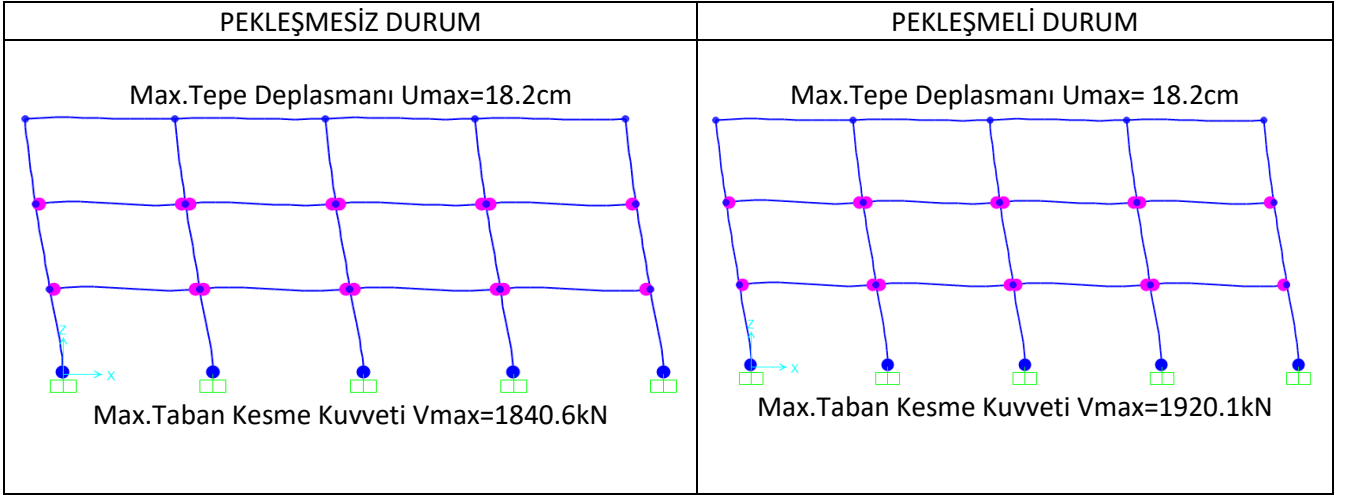 PEKLEŞMESİZ DURUM
PEKLEŞMELİ DURUM
Max.Tepe Deplasmanı Umax=18.2cm
Z
X
Max.Taban Kesme Kuvveti Vmax=1840.6kN
Max.Tepe Deplasmanı Umax= 18.2cm
Z
X
Max.Taban Kesme Kuvveti Vmax=1920.1kN